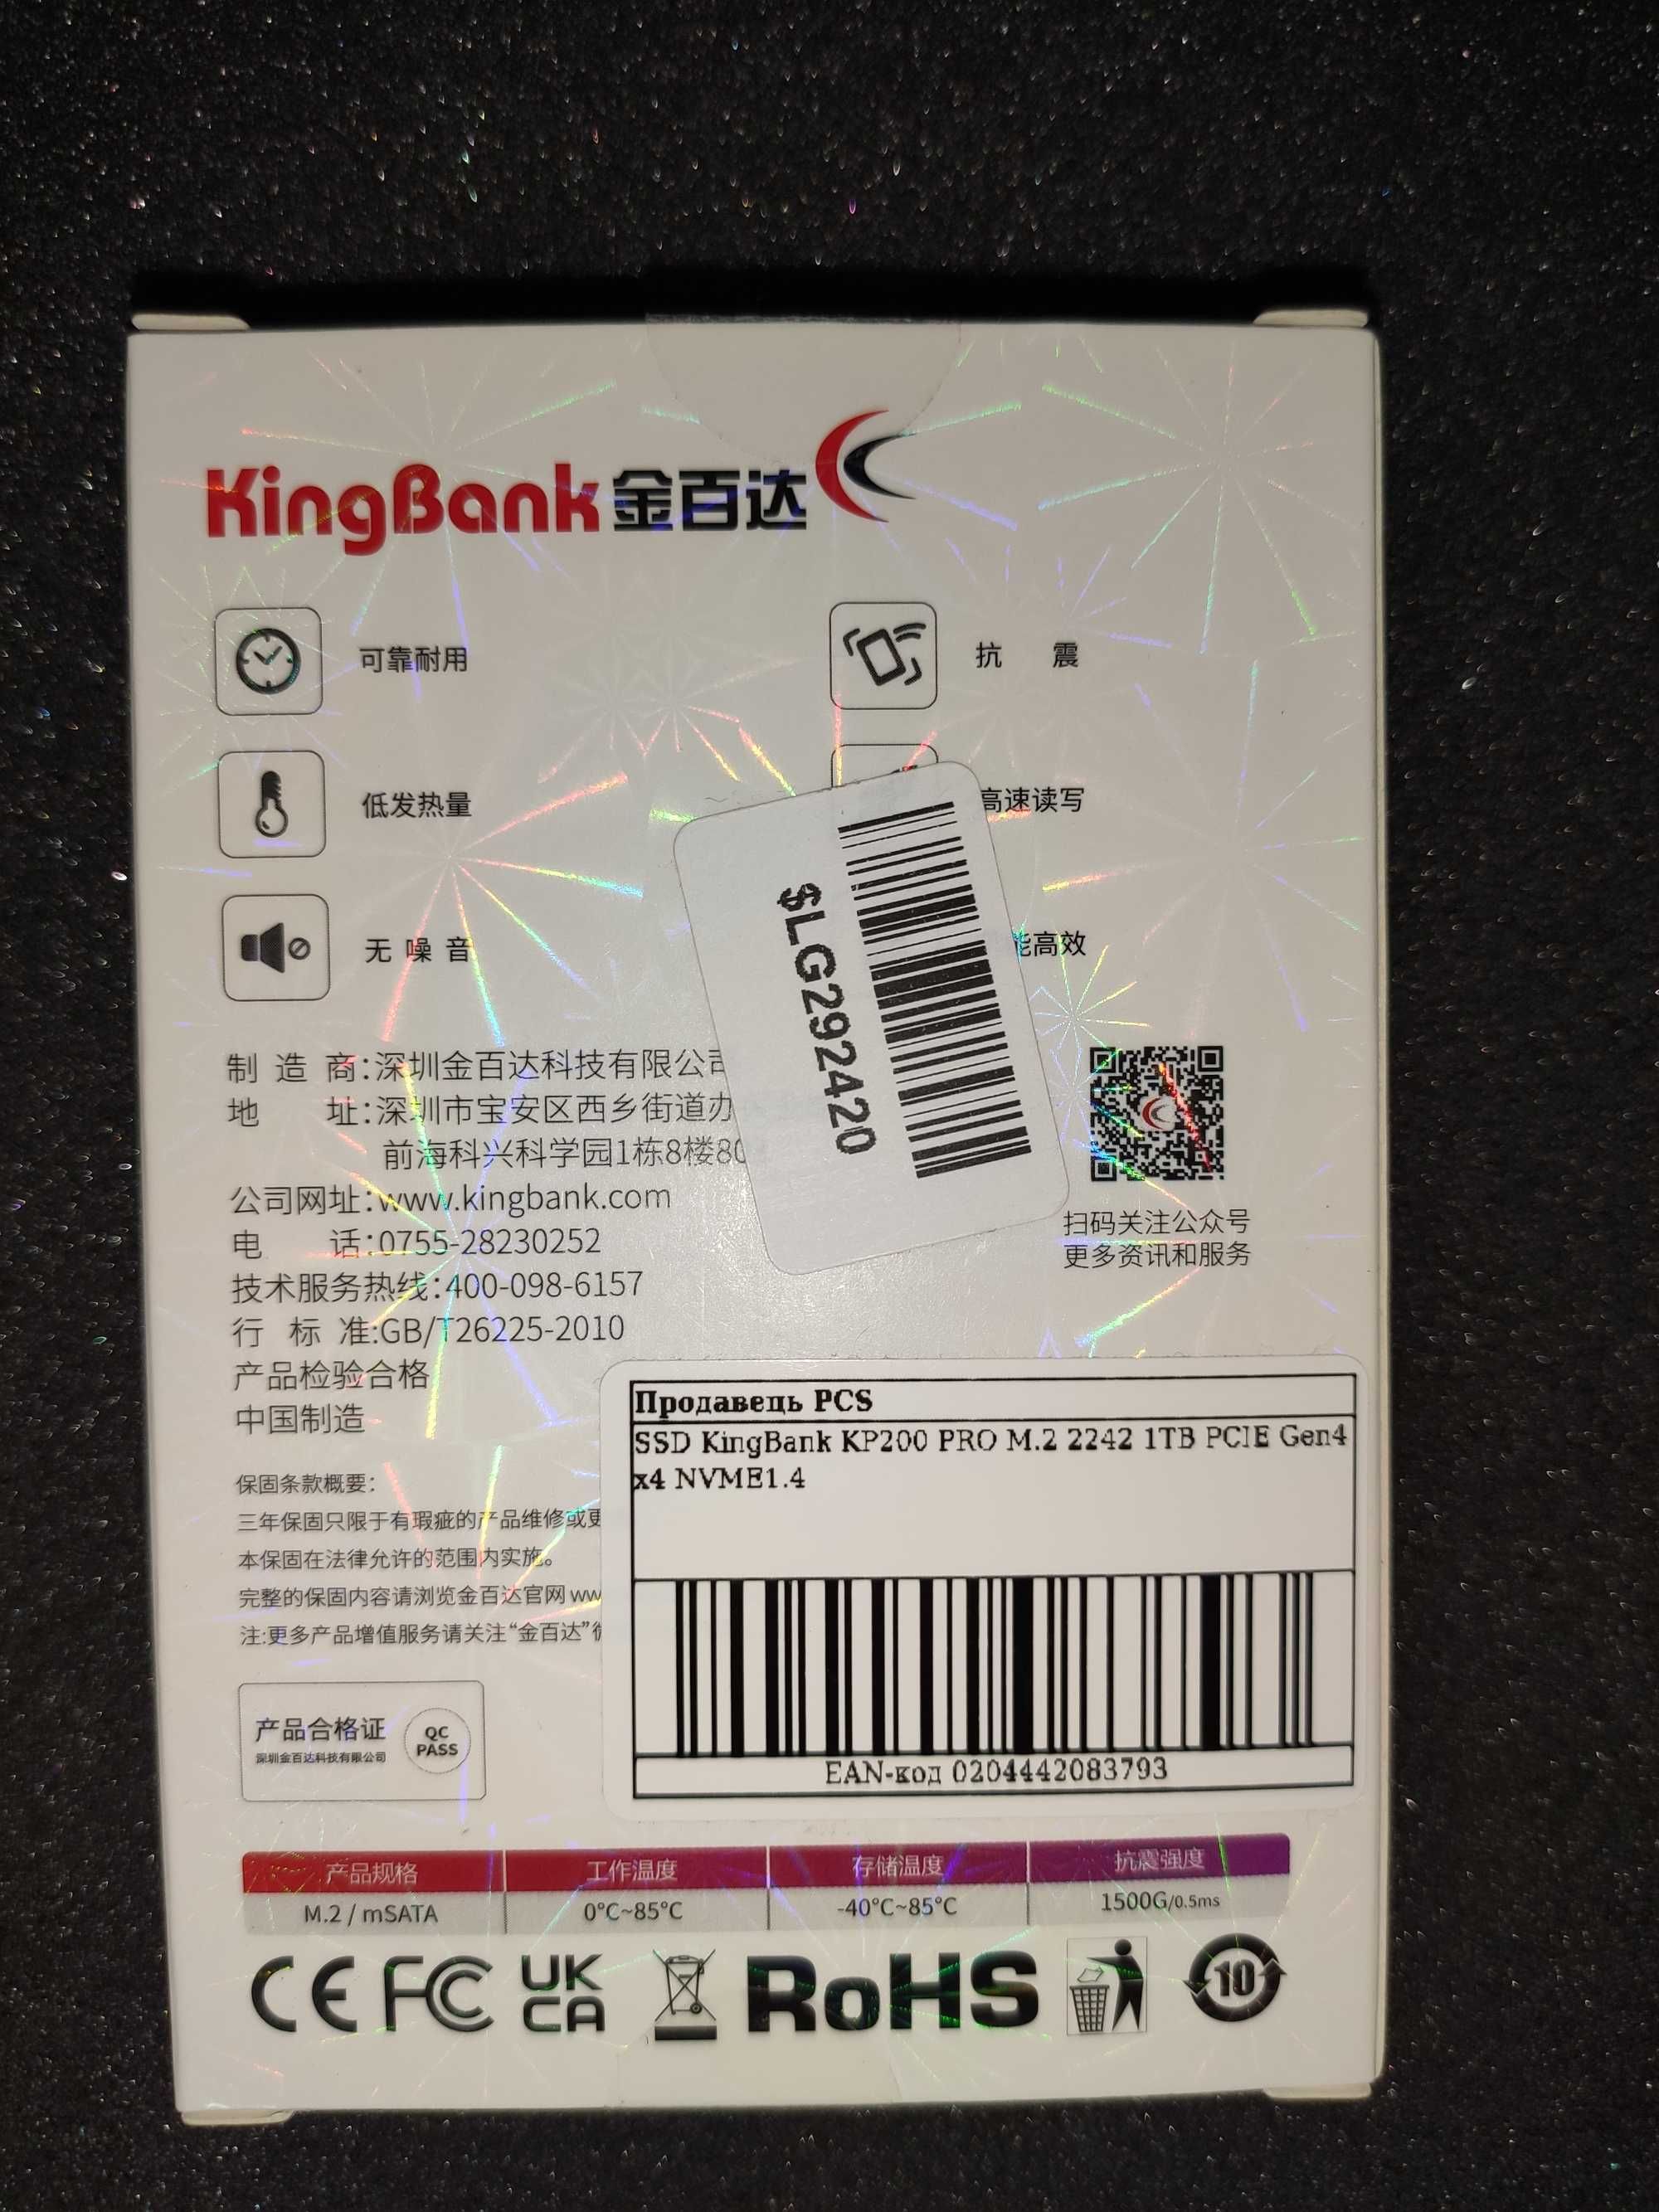 KingBank 金百达
可靠耐用
抗 震
低发热量
高速读写
无 噪 音
能高效
$LG292420
制 造 商:深圳金百达科技有限公司
地 址:深圳市宝安区西乡街道办
前海科兴科学园1栋8楼80
公司网址:www.kingbank.com
电 话:0755-28230252
技术服务热线:400-098-6157
行 标 准:GB/T26225-2010
产品检验合格
中国制造
扫码关注公众号
更多资讯和服务
保固条款概要:
三年保固只限于有瑕疵的产品维修或更
本保固在法律允许的范围内实施。
完整的保固内容请浏览金百达官网 ww
注:更多产品增值服务请关注“金百达”微
Продавець PCS
SSD KingBank KP200 PRO M.2 2242 1TB PCIE Gen4
x4 NVME1.4
EAN-код 0204442083793
产品合格证
深圳金百达科技有限公司
QC
PASS
产品规格 工作温度 存储温度 抗震强度
M.2 / mSATA 0°C~85°C -40°C~85°C 1500G/0.5ms
CE FC UK
CA RoHS 10